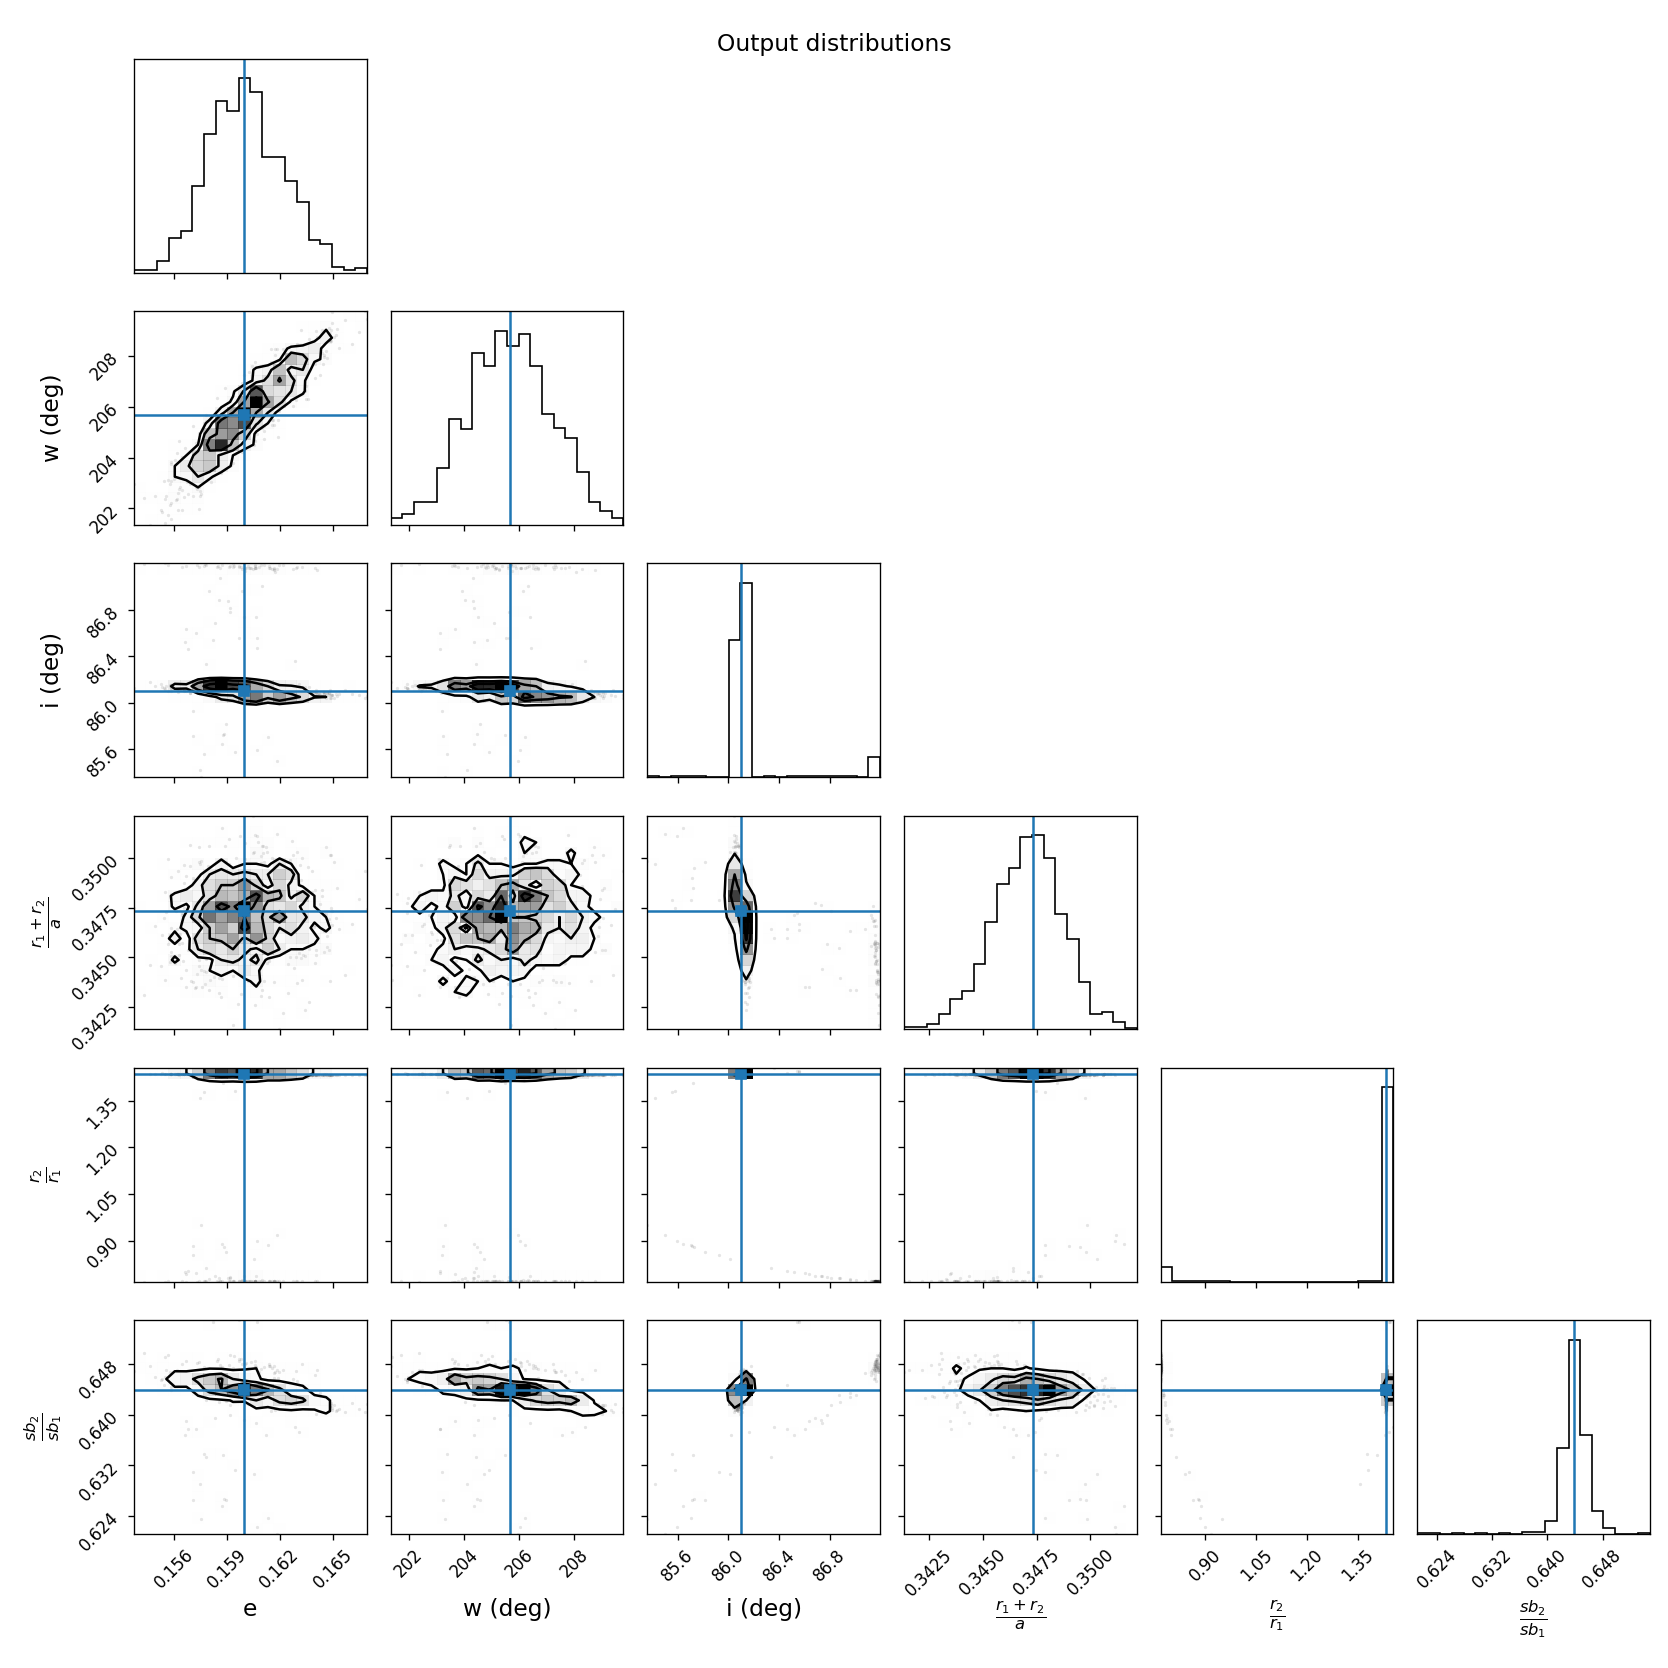 Output distributions
w (deg)
208
206
204
202
i (deg)
86.8
86.4
86.0
85.6
r₁ + r₂
a
0.3500
0.3475
0.3450
0.3425
r₂
r₁
1.35
1.20
1.05
0.90
sb₂
sb₁
0.648
0.640
0.632
0.624
0.156 0.159 0.162 0.165 202 204 206 208 85.6 86.0 86.4 86.8 0.3425 0.3450 0.3475 0.3500 0.90 1.05 1.20 1.35 0.624 0.632 0.640 0.648
e w (deg) i (deg) r₁ + r₂ r₂ sb₂
a r₁ sb₁